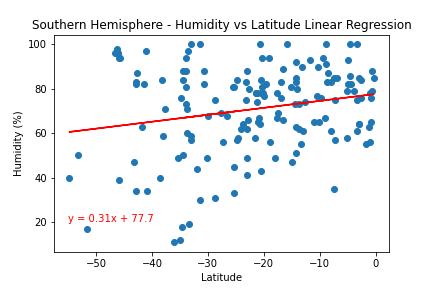 Southern Hemisphere - Humidity vs Latitude Linear Regression
100
80
60
40
20
Humidity (%)
y = 0.31x + 77.7
−50
−40
−30
−20
−10
0
Latitude